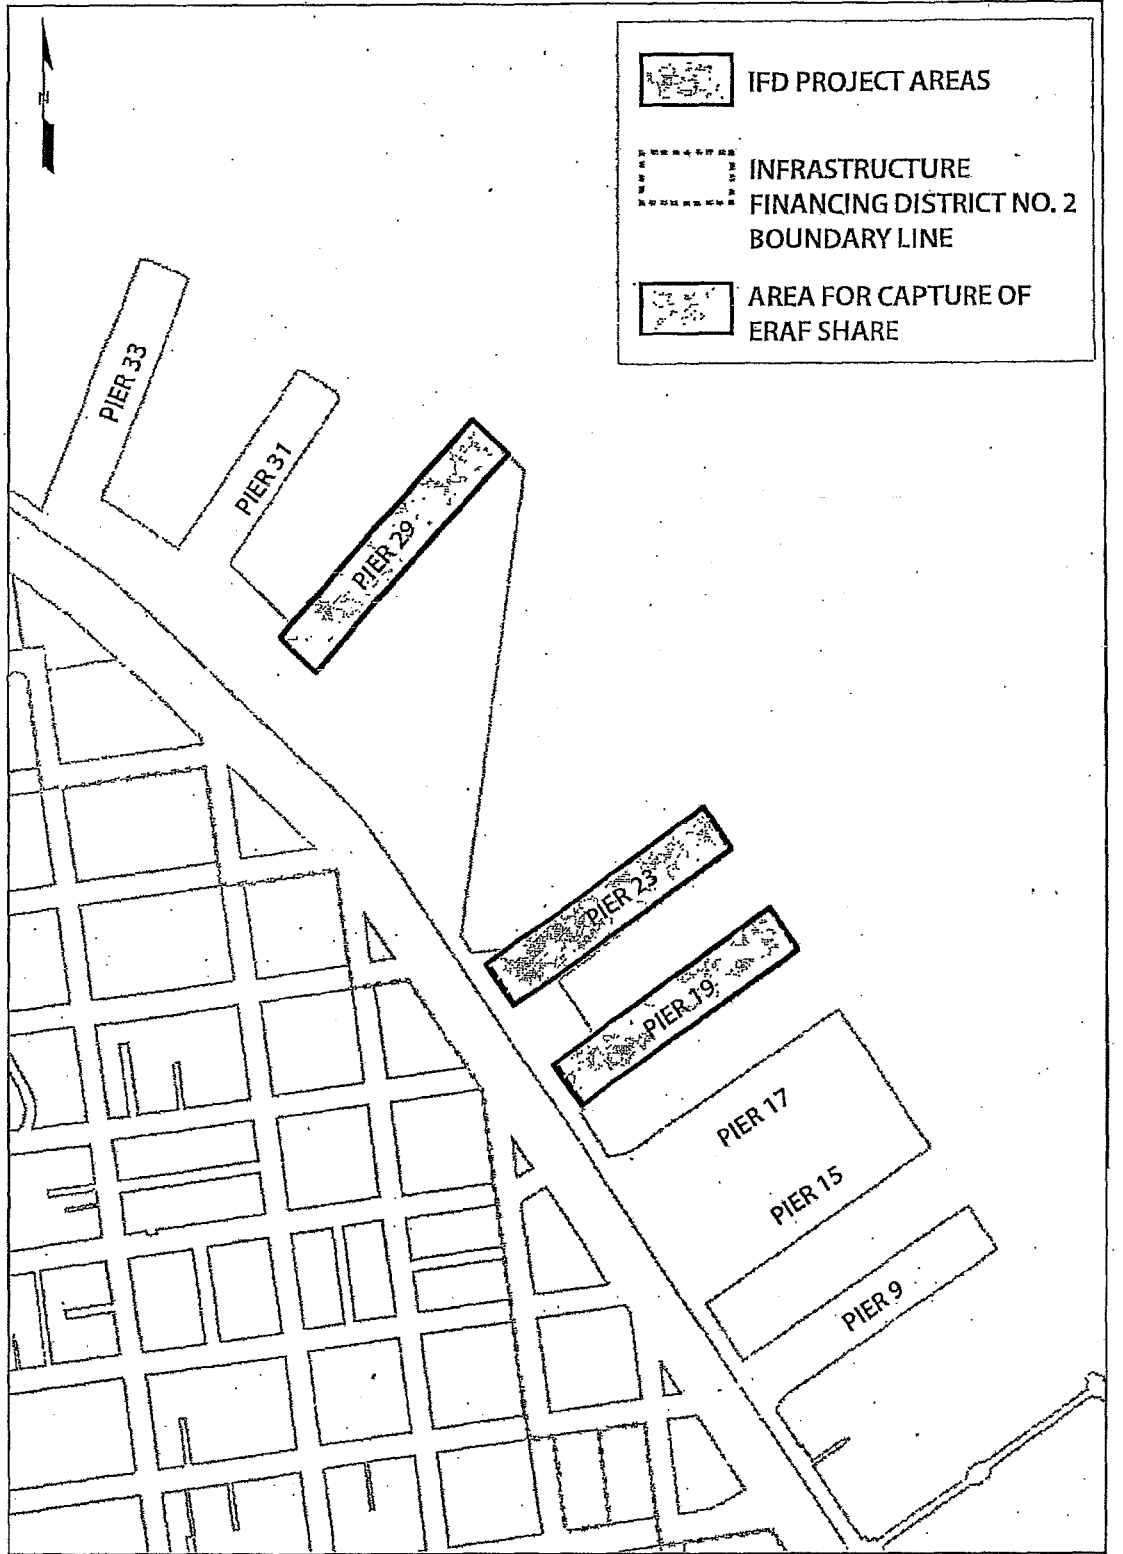 IFD PROJECT AREAS
INFRASTRUCTURE
FINANCING DISTRICT NO. 2
BOUNDARY LINE
AREA FOR CAPTURE OF
ERAF SHARE
PIER 33
PIER 31
PIER 29
PIER 23
PIER 19
PIER 17
PIER 15
PIER 9